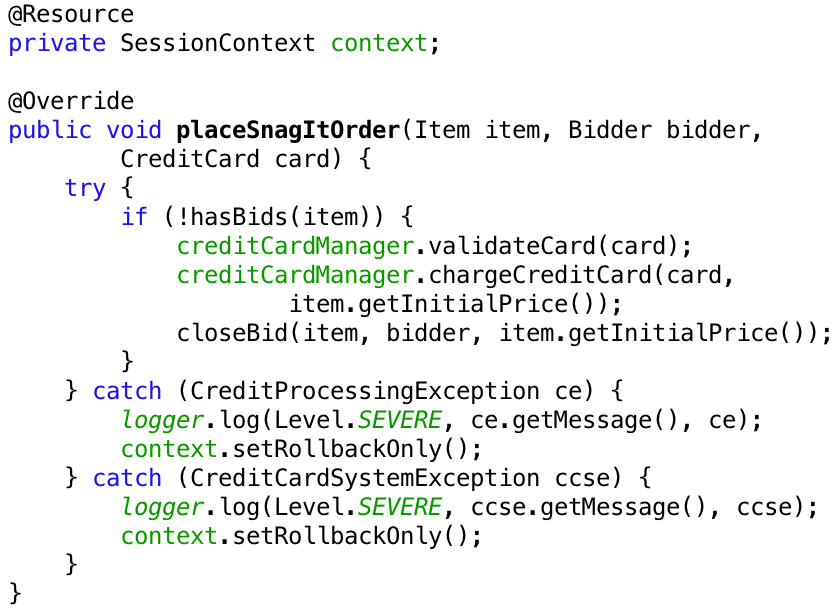 @Resource
private SessionContext context;

@Override
public void placeSnagItOrder(Item item, Bidder bidder,
        CreditCard card) {
    try {
        if (!hasBids(item)) {
            creditCardManager.validateCard(card);
            creditCardManager.chargeCreditCard(card,
                    item.getInitialPrice());
            closeBid(item, bidder, item.getInitialPrice());
        }
    } catch (CreditProcessingException ce) {
        logger.log(Level.SEVERE, ce.getMessage(), ce);
        context.setRollbackOnly();
    } catch (CreditCardSystemException ccse) {
        logger.log(Level.SEVERE, ccse.getMessage(), ccse);
        context.setRollbackOnly();
    }
}